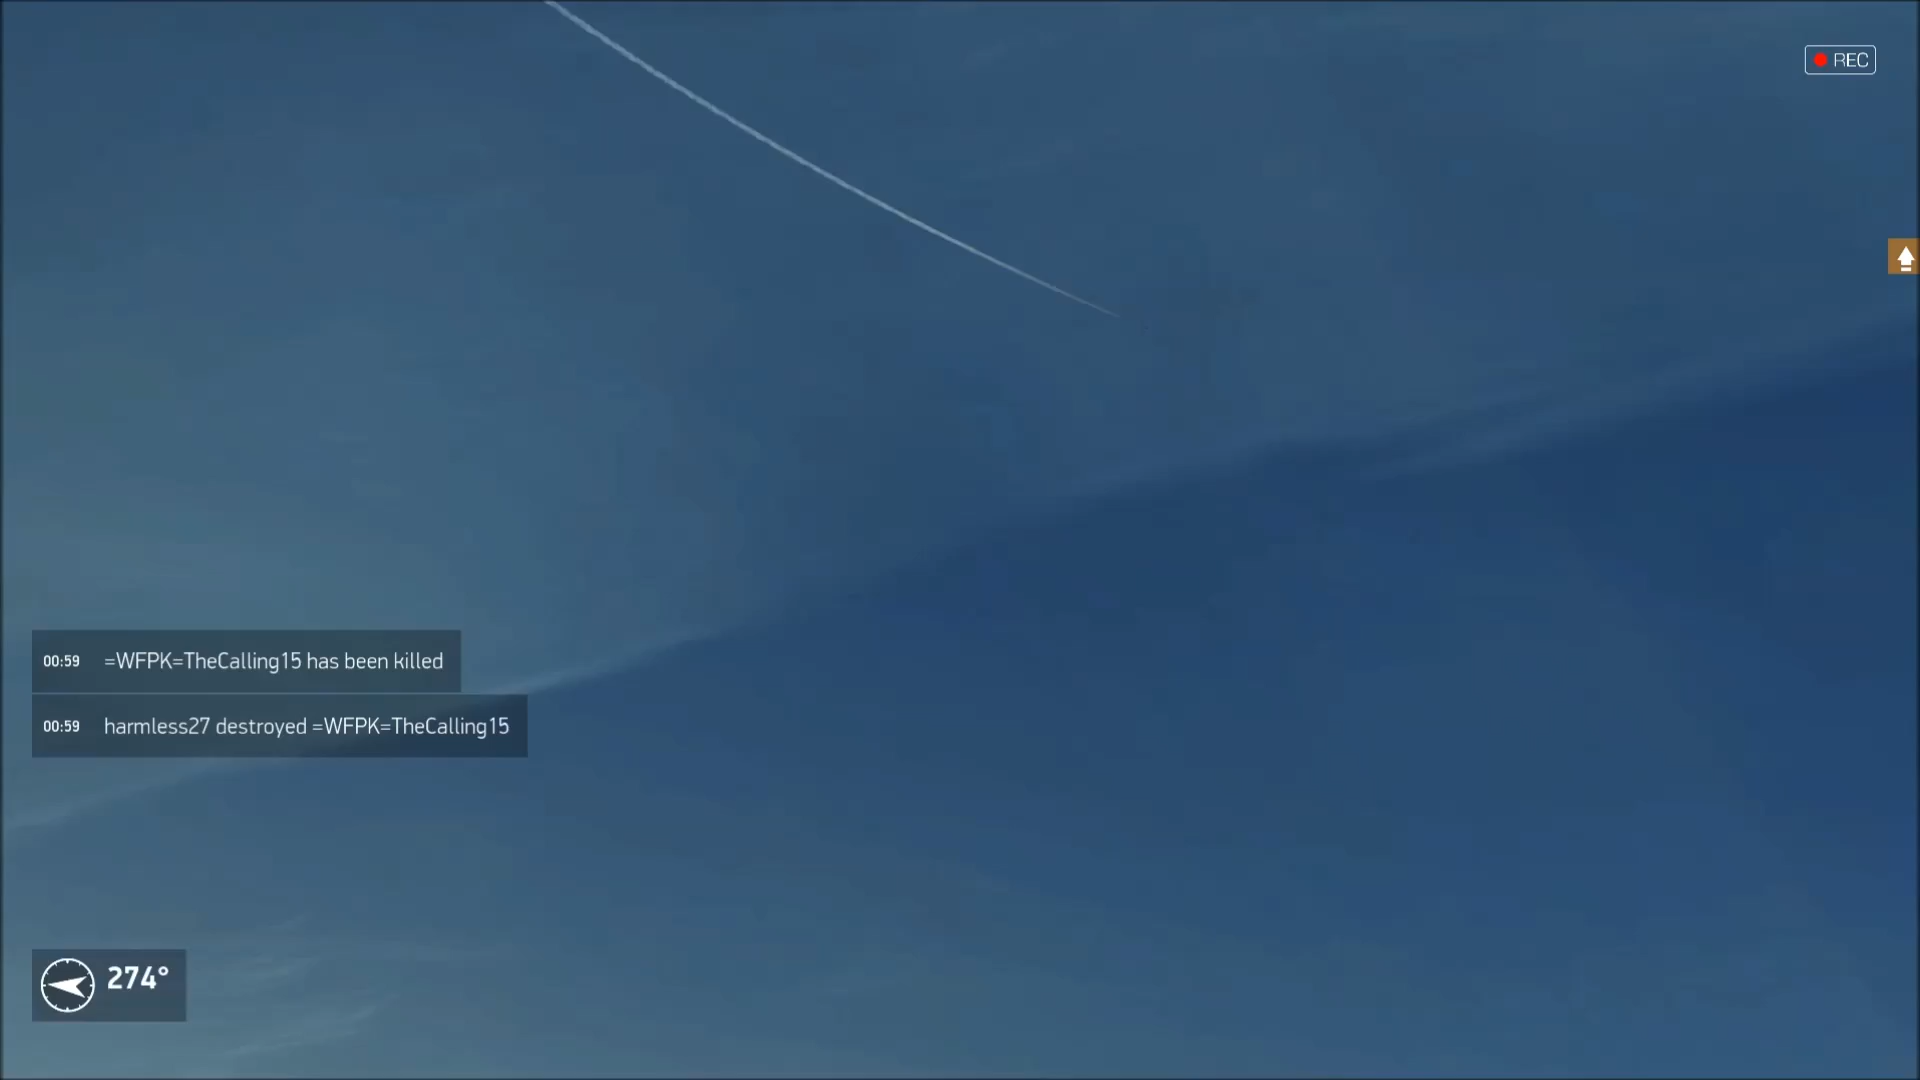 REC
00:59 =WFPK=TheCalling15 has been killed
00:59 harmless27 destroyed =WFPK=TheCalling15
274°